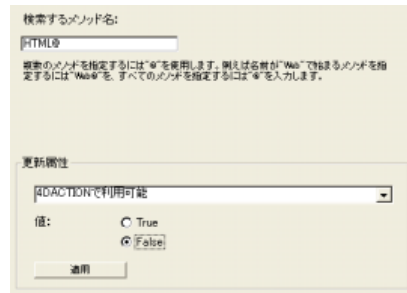 検索するメソッド名:
HTML@
複数のメソッドを指定するには"@"を使用します。例えば名前が"Web"で始まるメソッドを指
定するには"Web@"を、すべてのメソッドを指定するには"@"を入力します。
更新属性
4DACTIONで利用可能
値:
True
False
適用